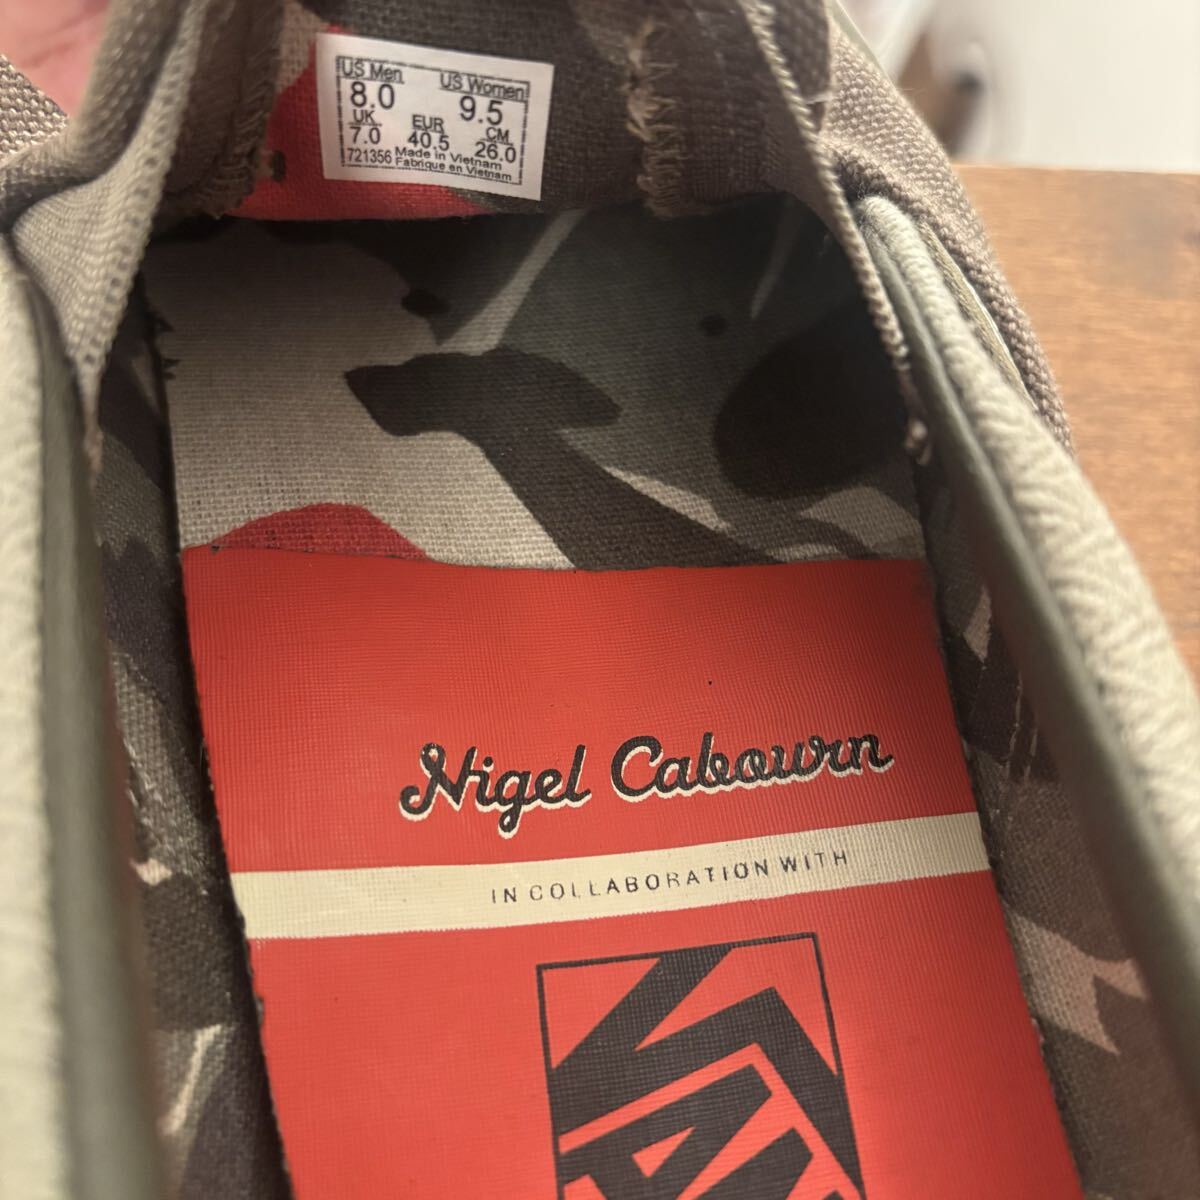 US Men US Women
8.0 9.5
UK EUR CM
7.0 40.5 26.0
721356 Made in Vietnam
Fabrique en Vietnam
Nigel Cabourn
IN COLLABORATION WITH
VAN